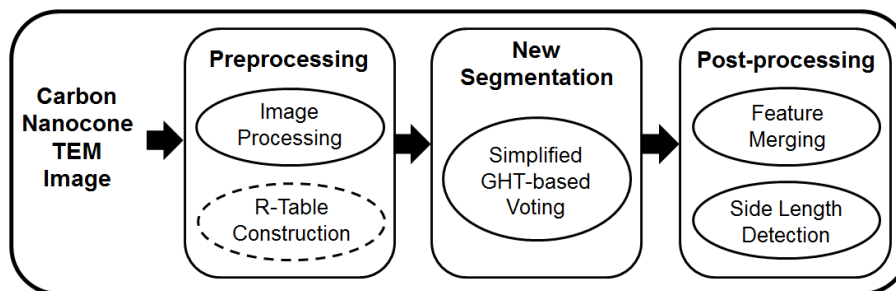 Carbon
Nanocone
TEM
Image
Preprocessing
Image
Processing
R-Table
Construction
New
Segmentation
Simplified
GHT-based
Voting
Post-processing
Feature
Merging
Side Length
Detection